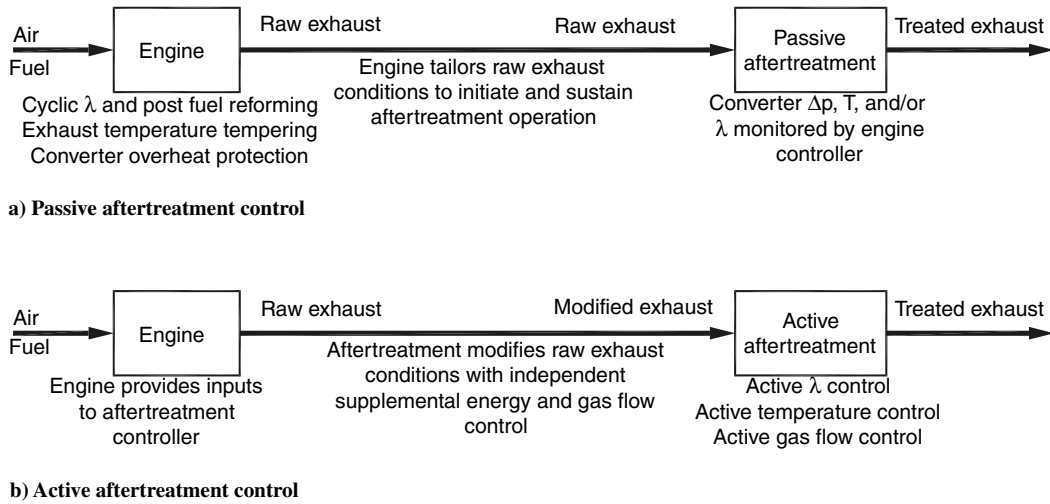 Air
Fuel
Engine
Raw exhaust
Raw exhaust
Passive
aftertreatment
Treated exhaust
Cyclic λ and post fuel reforming
Exhaust temperature tempering
Converter overheat protection
Engine tailors raw exhaust
conditions to initiate and sustain
aftertreatment operation
Converter Δp, T, and/or
λ monitored by engine
controller
a) Passive aftertreatment control
Air
Fuel
Engine
Raw exhaust
Modified exhaust
Active
aftertreatment
Treated exhaust
Engine provides inputs
to aftertreatment
controller
Aftertreatment modifies raw exhaust
conditions with independent
supplemental energy and gas flow
control
Active λ control
Active temperature control
Active gas flow control
b) Active aftertreatment control